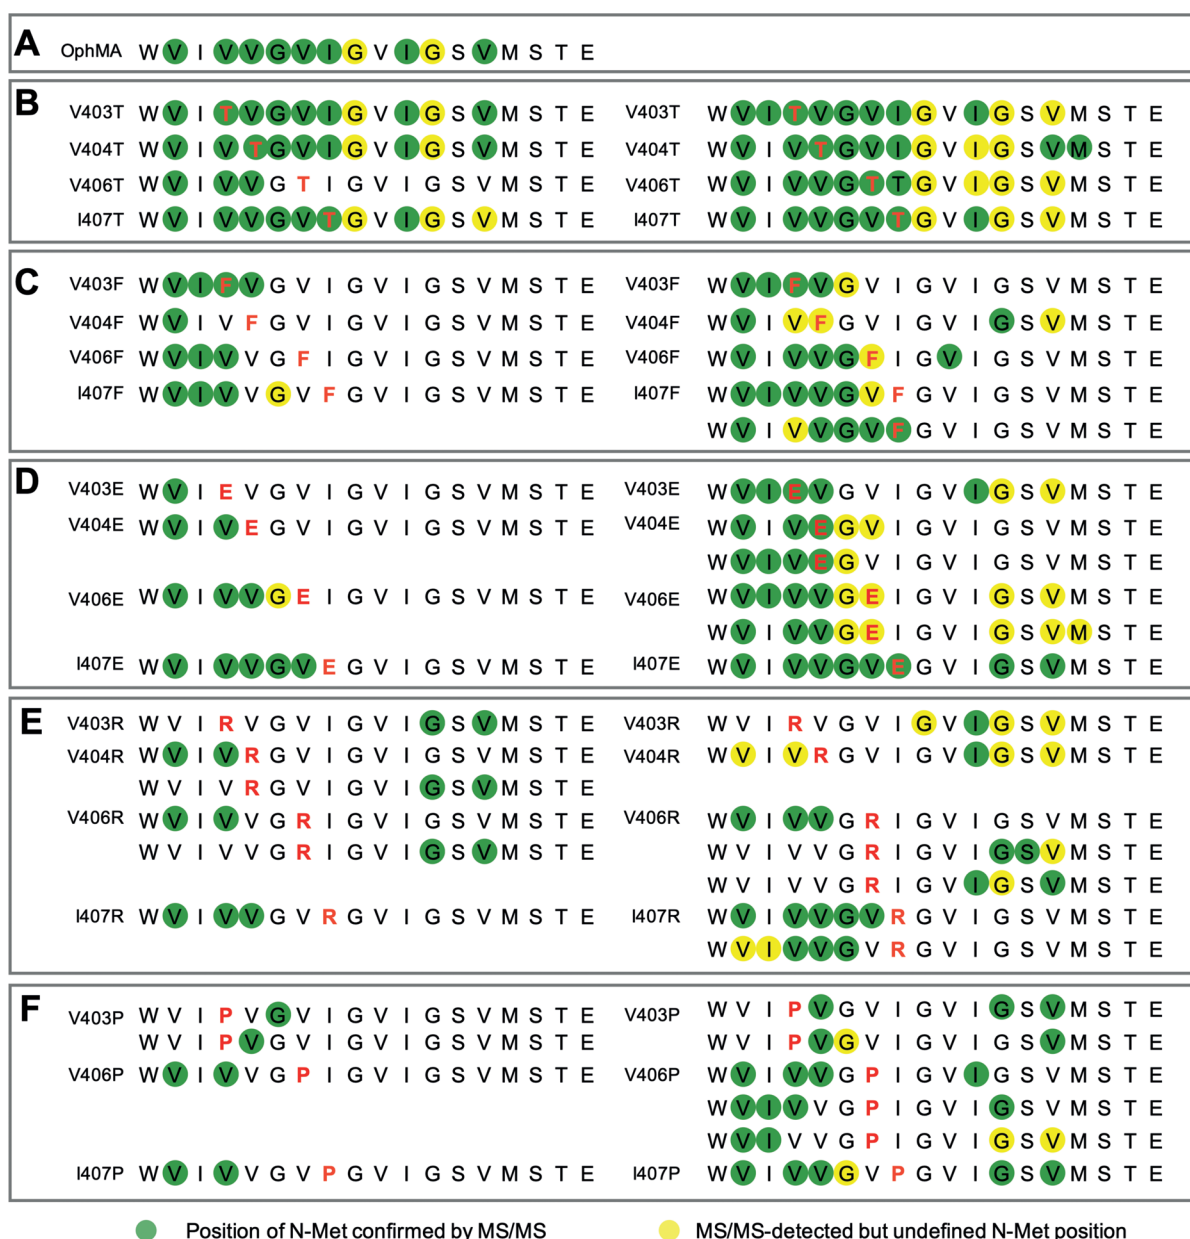 A OphMA W V I V V G V I G V I G S V M S T E
B V403T W V I T V G V I G V I G S V M S T E V403T W V I T V G V I G V I G S V M S T E
V404T W V I V T G V I G V I G S V M S T E V404T W V I V T G V I G V I G S V M S T E
V406T W V I V V G T I G V I G S V M S T E V406T W V I V V G T T G V I G S V M S T E
I407T W V I V V G V T G V I G S V M S T E I407T W V I V V G V T G V I G S V M S T E
C V403F W V I F V G V I G V I G S V M S T E V403F W V I F V G V I G V I G S V M S T E
V404F W V I V F G V I G V I G S V M S T E V404F W V I V F G V I G V I G S V M S T E
V406F W V I V V G F I G V I G S V M S T E V406F W V I V V G F I G V I G S V M S T E
I407F W V I V V G V F G V I G S V M S T E I407F W V I V V G V F G V I G S V M S T E
W V I V V G V F G V I G S V M S T E
D V403E W V I E V G V I G V I G S V M S T E V403E W V I E V G V I G V I G S V M S T E
V404E W V I V E G V I G V I G S V M S T E V404E W V I V E G V I G V I G S V M S T E
W V I V E G V I G V I G S V M S T E
V406E W V I V V G E I G V I G S V M S T E V406E W V I V V G E I G V I G S V M S T E
W V I V V G E I G V I G S V M S T E
I407E W V I V V G V E G V I G S V M S T E I407E W V I V V G V E G V I G S V M S T E
E V403R W V I R V G V I G V I G S V M S T E V403R W V I R V G V I G V I G S V M S T E
V404R W V I V R G V I G V I G S V M S T E V404R W V I V R G V I G V I G S V M S T E
W V I V R G V I G V I G S V M S T E
V406R W V I V V G R I G V I G S V M S T E V406R W V I V V G R I G V I G S V M S T E
W V I V V G R I G V I G S V M S T E W V I V V G R I G V I G S V M S T E
W V I V V G R I G V I G S V M S T E
I407R W V I V V G V R G V I G S V M S T E I407R W V I V V G V R G V I G S V M S T E
W V I V V G V R G V I G S V M S T E
F V403P W V I P V G V I G V I G S V M S T E V403P W V I P V G V I G V I G S V M S T E
W V I P V G V I G V I G S V M S T E W V I P V G V I G V I G S V M S T E
V406P W V I V V G P I G V I G S V M S T E V406P W V I V V G P I G V I G S V M S T E
W V I V V G P I G V I G S V M S T E
W V I V V G P I G V I G S V M S T E
I407P W V I V V G V P G V I G S V M S T E I407P W V I V V G V P G V I G S V M S T E
Position of N-Met confirmed by MS/MS MS/MS-detected but undefined N-Met position